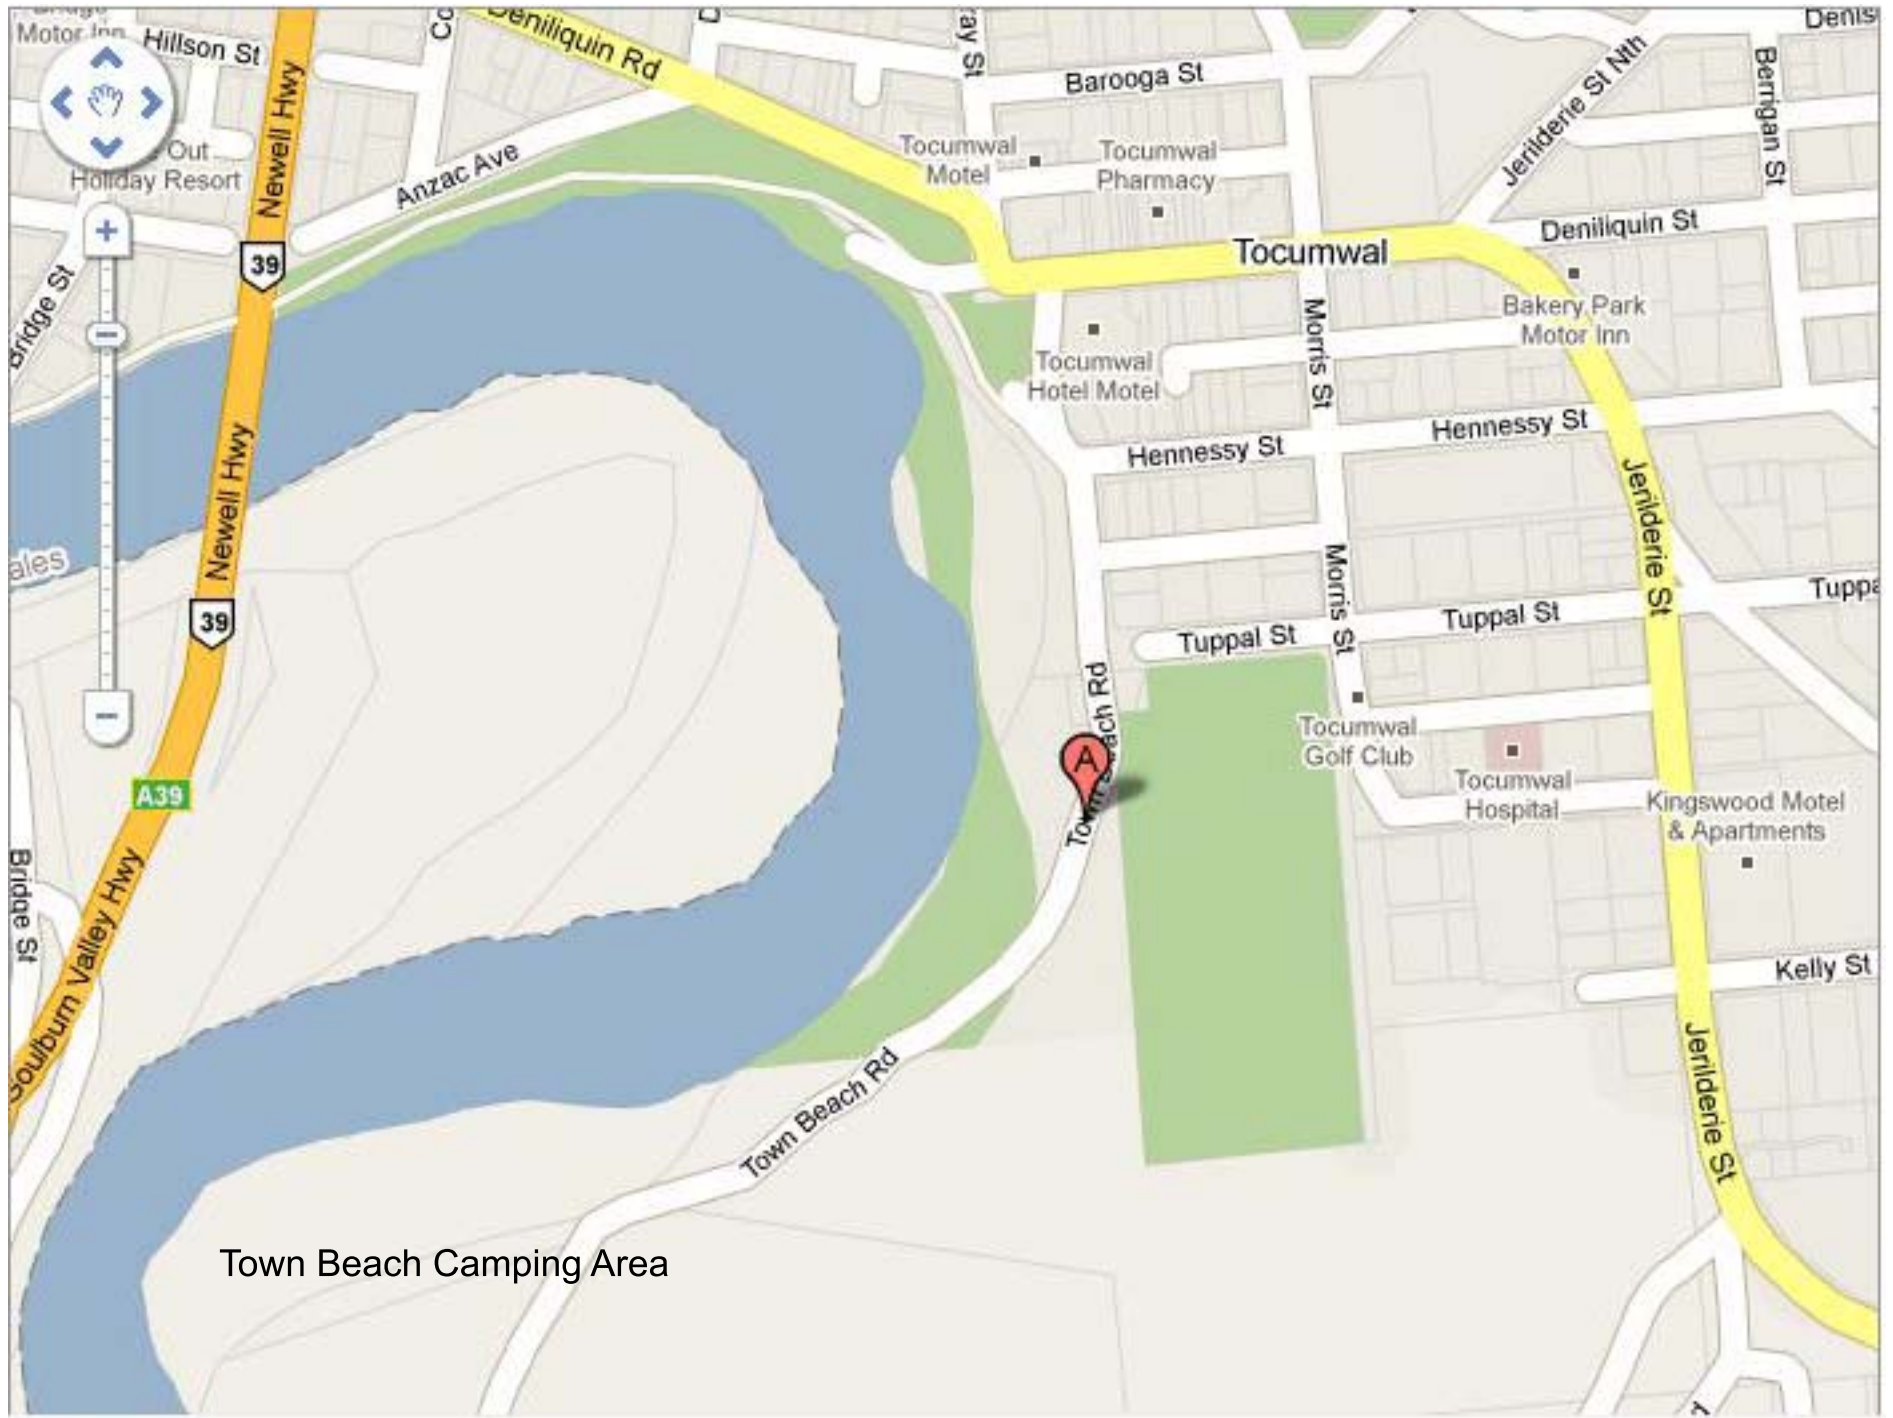 Motor Inn
Hillson St
Deniliquin Rd
Newell Hwy
Out
Holiday Resort
Anzac Ave
Barooga St
Jerilderie St Nth
Berrigan St
Tocumwal
Motel
Tocumwal
Pharmacy
Deniliquin St
Tocumwal
39
Bridge St
Bakery Park
Motor Inn
Morris St
Tocumwal
Hotel Motel
Hennessy St
Hennessy St
Newell Hwy
Jerilderie St
ales
Morris St
39
Tuppal St
Tuppal St
Town Beach Rd
A
Tocumwal
Golf Club
Tocumwal
Hospital
Kingswood Motel
& Apartments
A39
Bridge St
Goulburn Valley Hwy
Kelly St
Jerilderie St
Town Beach Rd
Town Beach Camping Area